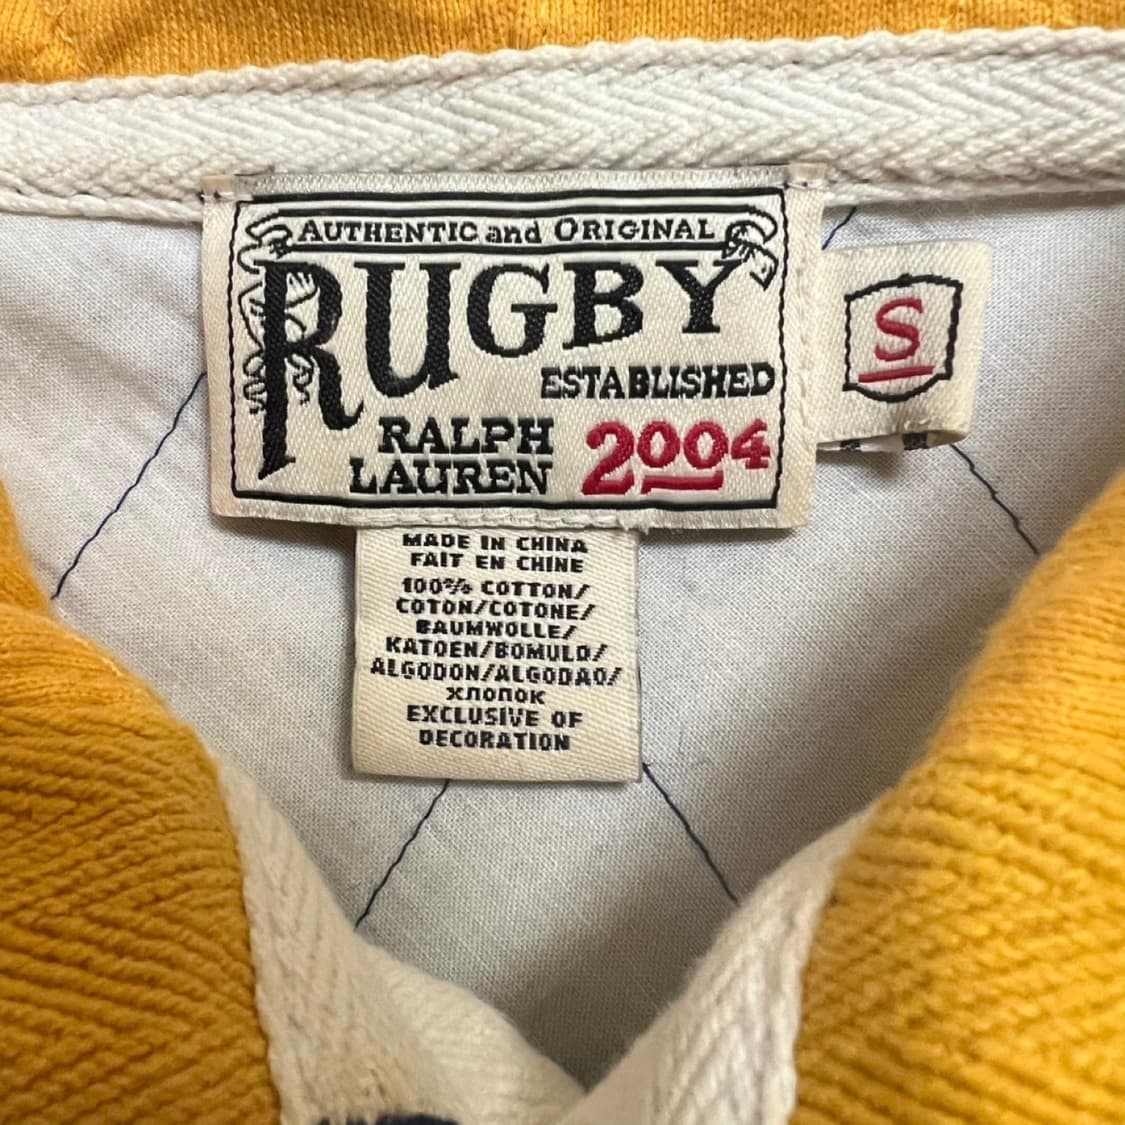 AUTHENTIC and ORIGINAL
RUGBY
ESTABLISHED
RALPH
LAUREN
2004
S
MADE IN CHINA
FAIT EN CHINE
100% COTTON/
COTON/COTONE/
BAUMWOLLE/
KATOEN/BOMULD/
ALGODON/ALGODAO/
хлопок
EXCLUSIVE OF
DECORATION